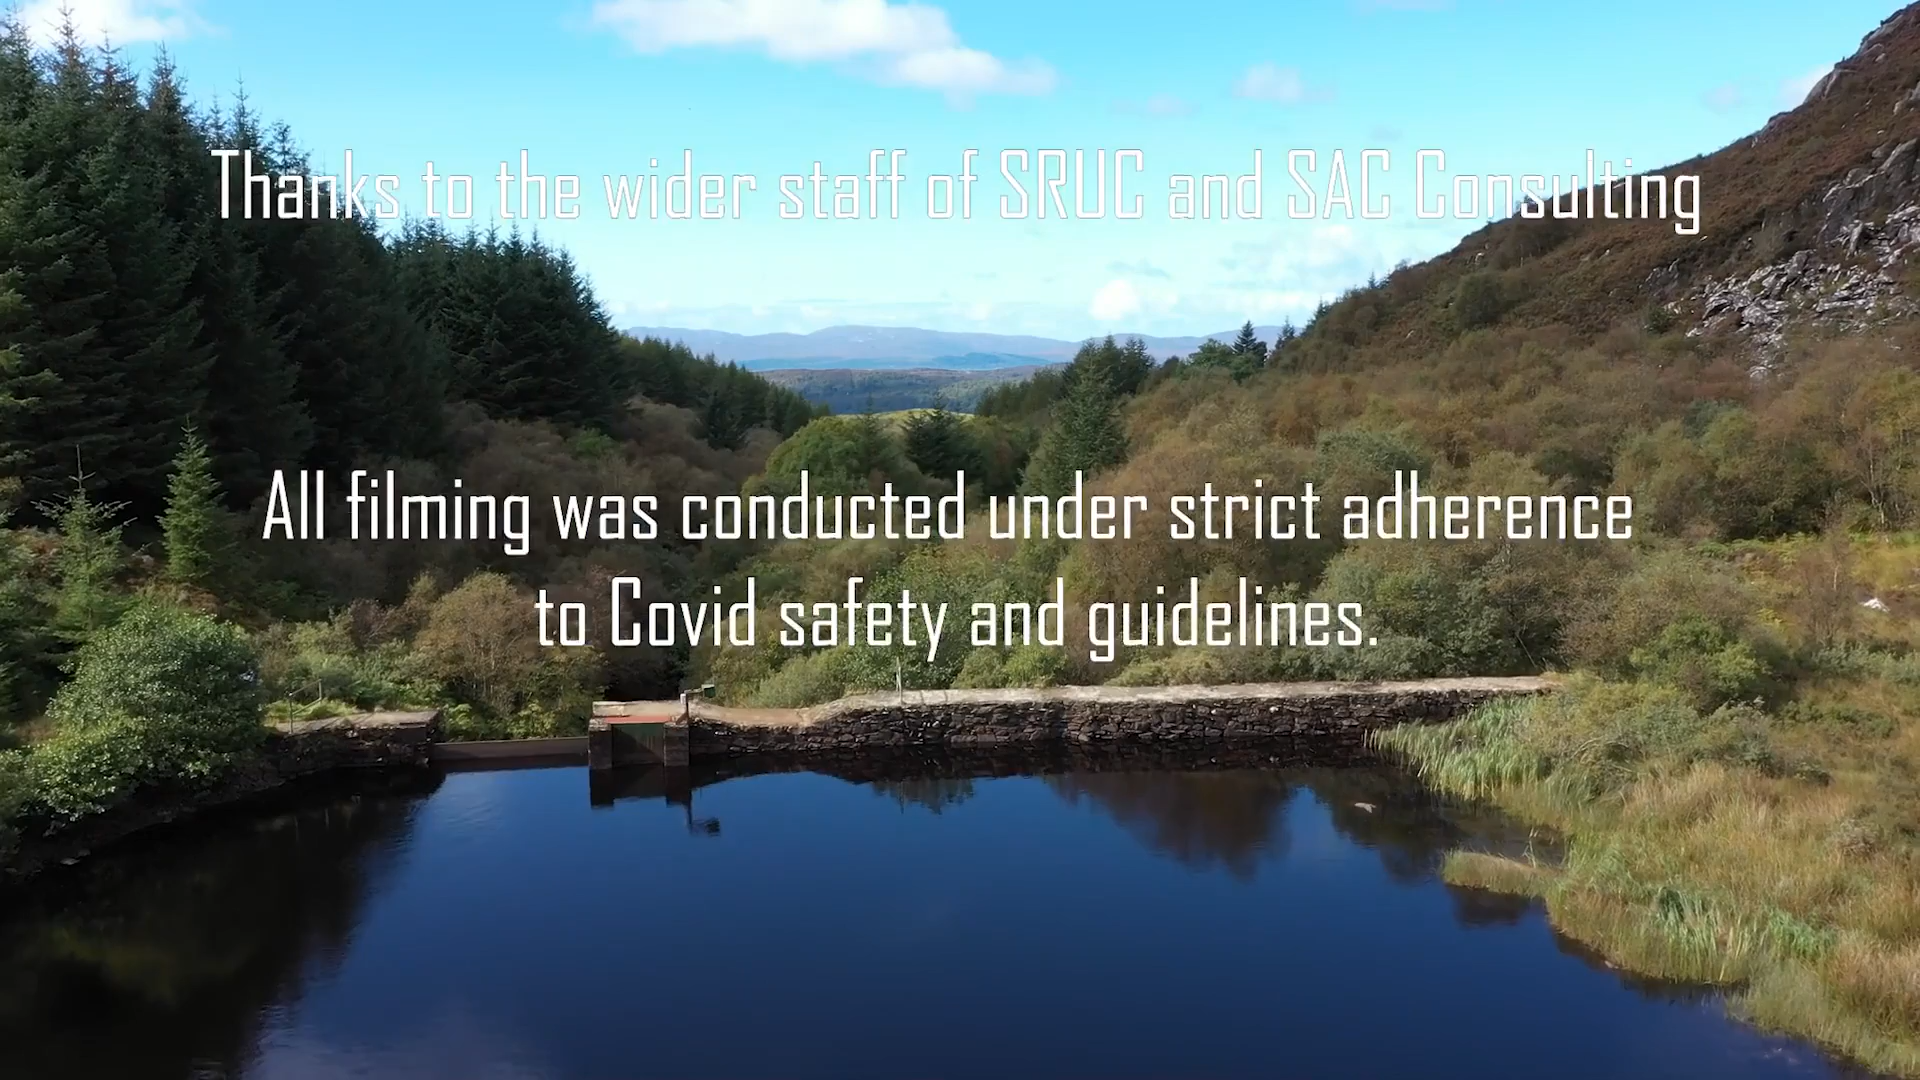 Thanks to the wider staff of SRUC and SAC Consulting
All filming was conducted under strict adherence
to Covid safety and guidelines.